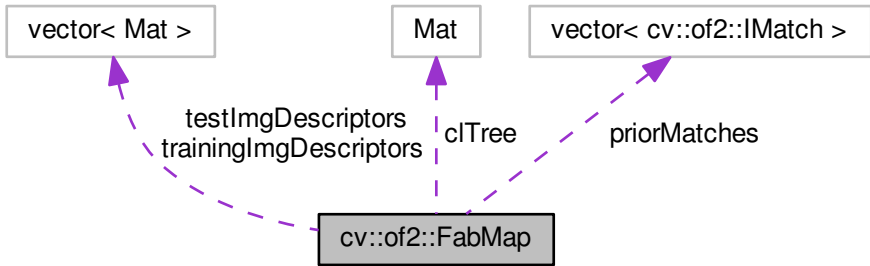 vector< Mat >
Mat
vector< cv::of2::IMatch >
testImgDescriptors
trainingImgDescriptors
clTree
priorMatches
cv::of2::FabMap